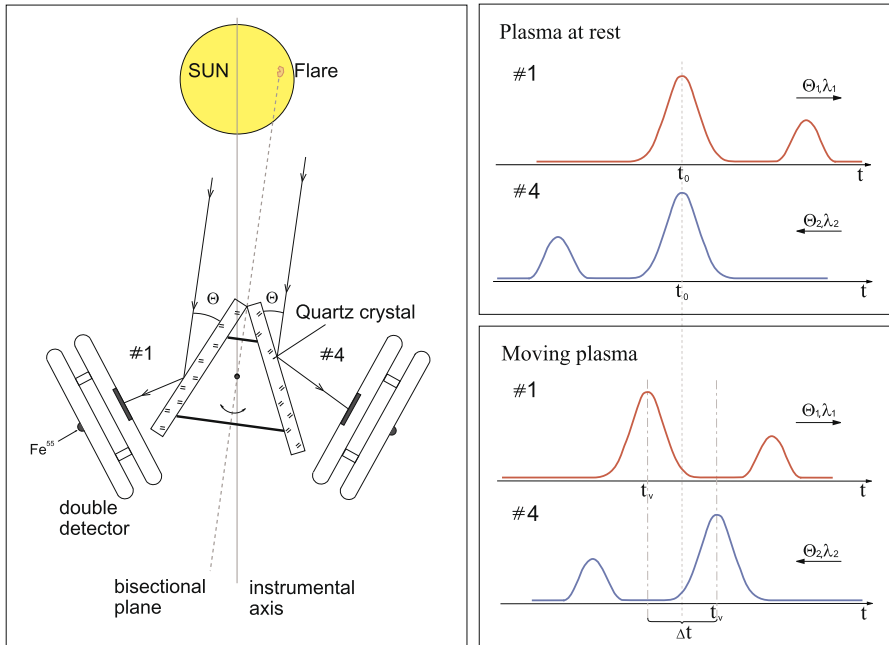 SUN
Flare
Θ
Θ
Quartz crystal
#1
#4
Fe⁵⁵
double
detector
bisectional
plane
instrumental
axis
Plasma at rest
#1
Θ₁,λ₁
t₀
t
#4
Θ₂,λ₂
t₀
t
Moving plasma
#1
Θ₁,λ₁
tᵥ
t
#4
Θ₂,λ₂
tᵥ
t
Δt